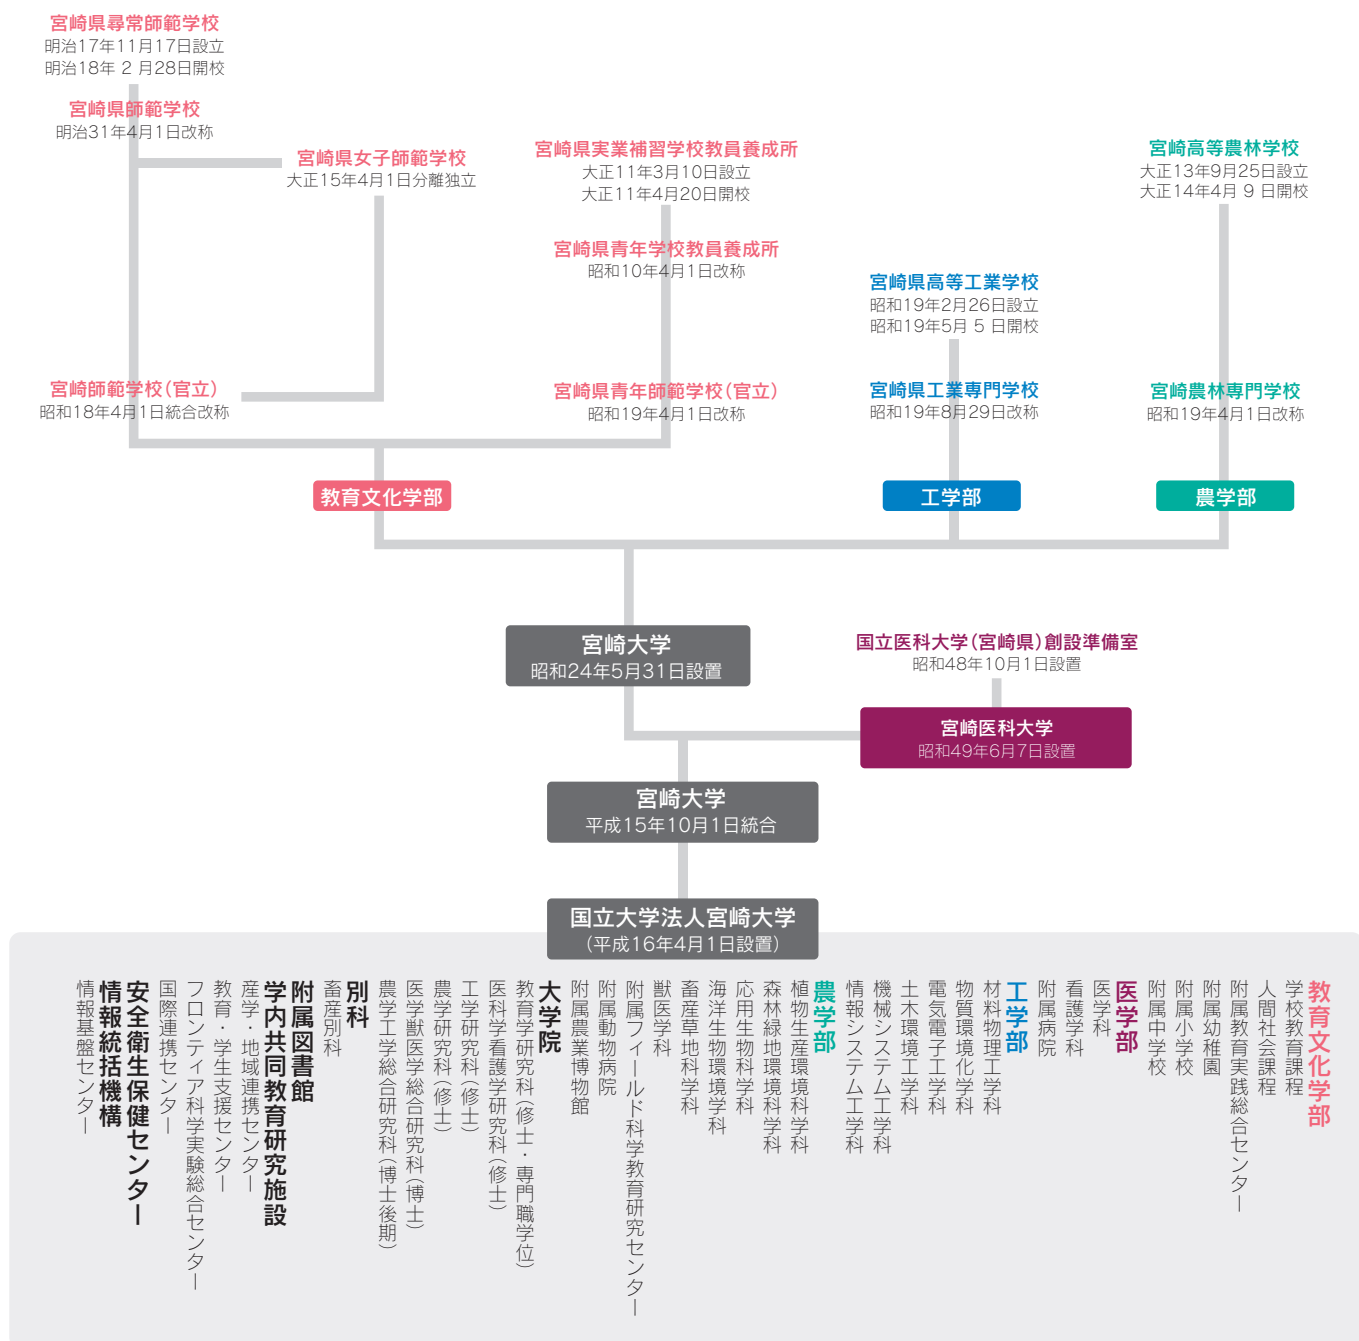 宮崎県尋常師範学校
明治17年11月17日設立
明治18年 2 月28日開校
宮崎県師範学校
明治31年4月1日改称
宮崎県女子師範学校
大正15年4月1日分離独立
宮崎師範学校(官立)
昭和18年4月1日統合改称
宮崎県実業補習学校教員養成所
大正11年3月10日設立
大正11年4月20日開校
宮崎県青年学校教員養成所
昭和10年4月1日改称
宮崎県青年師範学校(官立)
昭和19年4月1日改称
宮崎県高等工業学校
昭和19年2月26日設立
昭和19年5月 5 日開校
宮崎県工業専門学校
昭和19年8月29日改称
宮崎高等農林学校
大正13年9月25日設立
大正14年4月 9 日開校
宮崎農林専門学校
昭和19年4月1日改称
教育文化学部
工学部
農学部
宮崎大学
昭和24年5月31日設置
国立医科大学(宮崎県)創設準備室
昭和48年10月1日設置
宮崎医科大学
昭和49年6月7日設置
宮崎大学
平成15年10月1日統合
国立大学法人宮崎大学
(平成16年4月1日設置)
教育文化学部
学校教育課程
人間社会課程
附属教育実践総合センター
附属幼稚園
附属小学校
附属中学校
医学部
医学科
看護学科
附属病院
工学部
材料物理工学科
物質環境化学科
電気電子工学科
土木環境工学科
機械システム工学科
情報システム工学科
農学部
植物生産環境科学科
森林緑地環境科学科
応用生物科学科
海洋生物環境学科
畜産草地科学科
獣医学科
附属フィールド科学教育研究センター
附属動物病院
附属農業博物館
大学院
教育学研究科(修士・専門職学位)
医科学看護学研究科(修士)
工学研究科(修士)
農学研究科(修士)
医学獣医学総合研究科(博士)
農学工学総合研究科(博士後期)
別科
畜産別科
附属図書館
学内共同教育研究施設
産学・地域連携センター
教育・学生支援センター
フロンティア科学実験総合センター
国際連携センター
安全衛生保健センター
情報統括機構
情報基盤センター